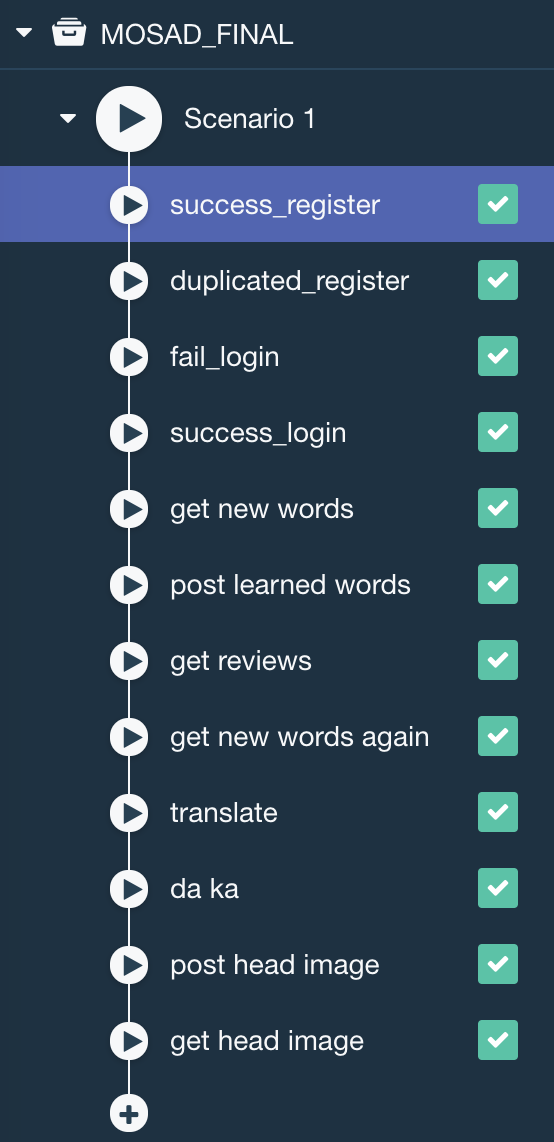 MOSAD_FINAL
Scenario 1
success_register
duplicated_register
fail_login
success_login
get new words
post learned words
get reviews
get new words again
translate
da ka
post head image
get head image